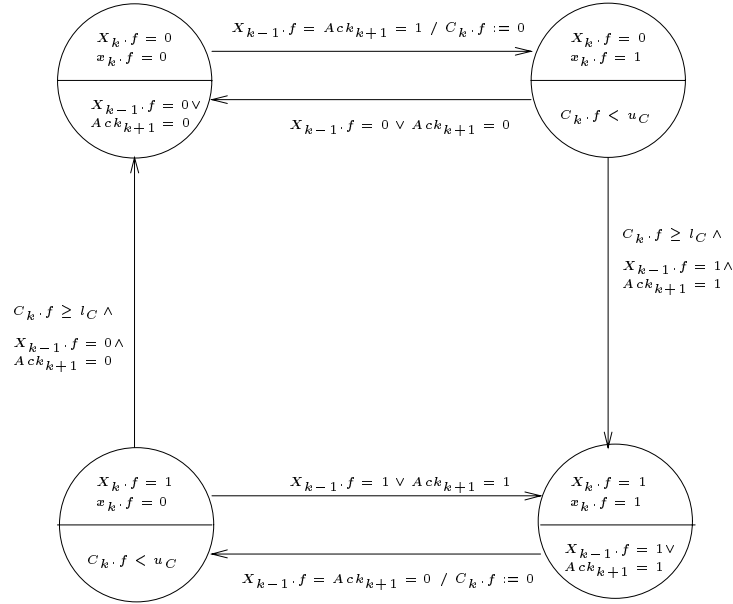 X_k.f = 0
x_k.f = 0
X_{k-1}.f = 0∨
Ack_{k+1} = 0
X_{k-1}.f = Ack_{k+1} = 1 / C_k.f := 0
X_{k-1}.f = 0 ∨ Ack_{k+1} = 0
X_k.f = 0
x_k.f = 1
C_k.f < u_C
C_k.f ≥ l_C ∧
X_{k-1}.f = 1∧
Ack_{k+1} = 1
C_k.f ≥ l_C ∧
X_{k-1}.f = 0∧
Ack_{k+1} = 0
X_k.f = 1
x_k.f = 0
C_k.f < u_C
X_{k-1}.f = 1 ∨ Ack_{k+1} = 1
X_{k-1}.f = Ack_{k+1} = 0 / C_k.f := 0
X_k.f = 1
x_k.f = 1
X_{k-1}.f = 1∨
Ack_{k+1} = 1